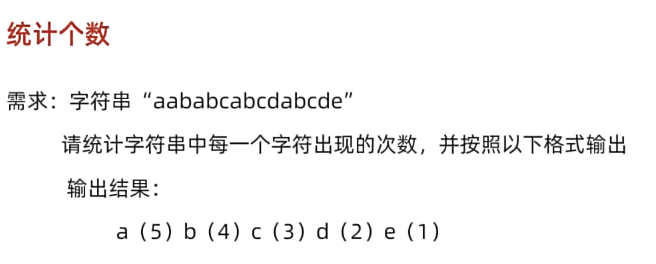 统计个数
需求：字符串“aababcabcdabcde”
请统计字符串中每一个字符出现的次数，并按照以下格式输出
输出结果：
a（5）b（4）c（3）d（2）e（1）